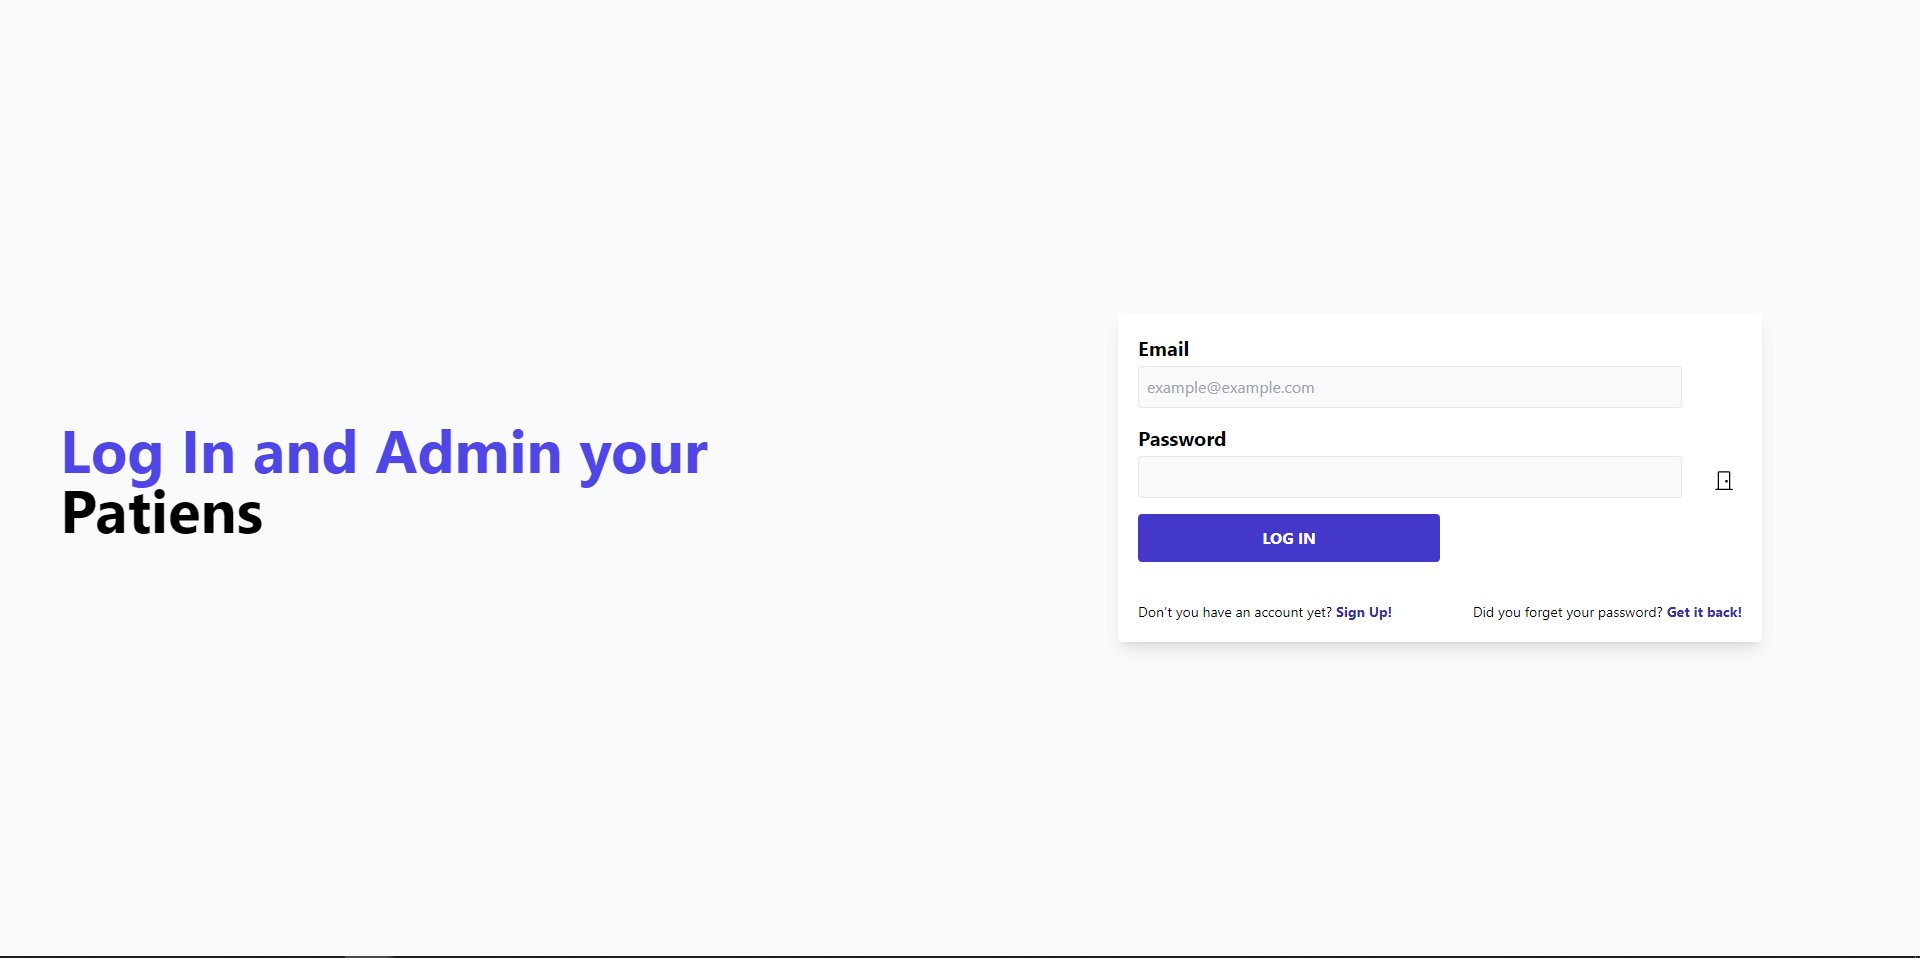 Log In and Admin your
Patiens
Email
example@example.com
Password
LOG IN
Don't you have an account yet? Sign Up!
Did you forget your password? Get it back!